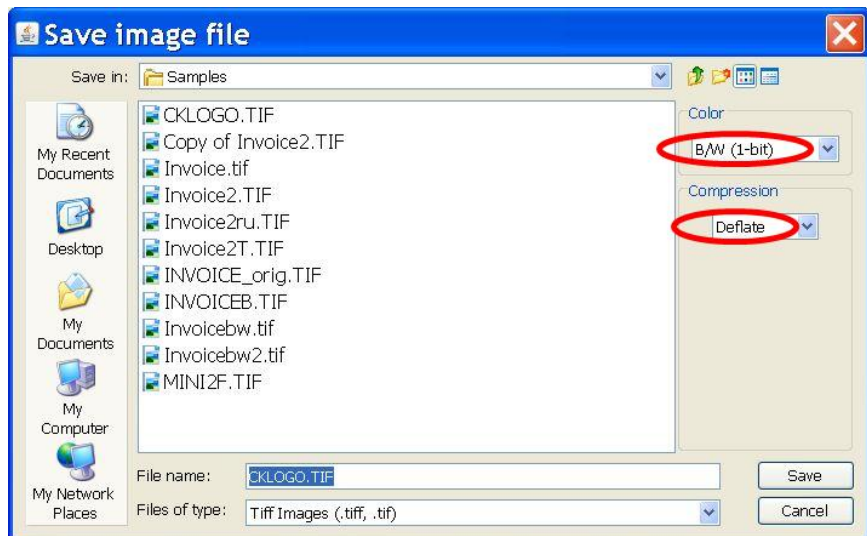 Save image file
Save in: Samples
My Recent
Documents
Desktop
My
Documents
My
Computer
My Network
Places
CKLOGO.TIF
Copy of Invoice2.TIF
Invoice.tif
Invoice2.TIF
Invoice2ru.TIF
Invoice2T.TIF
INVOICE_orig.TIF
INVOICEB.TIF
Invoicebw.tif
Invoicebw2.tif
MINI2F.TIF
Color
B/W (1-bit)
Compression
Deflate
File name: CKLOGO.TIF
Save
Files of type: Tiff Images (.tiff, .tif)
Cancel